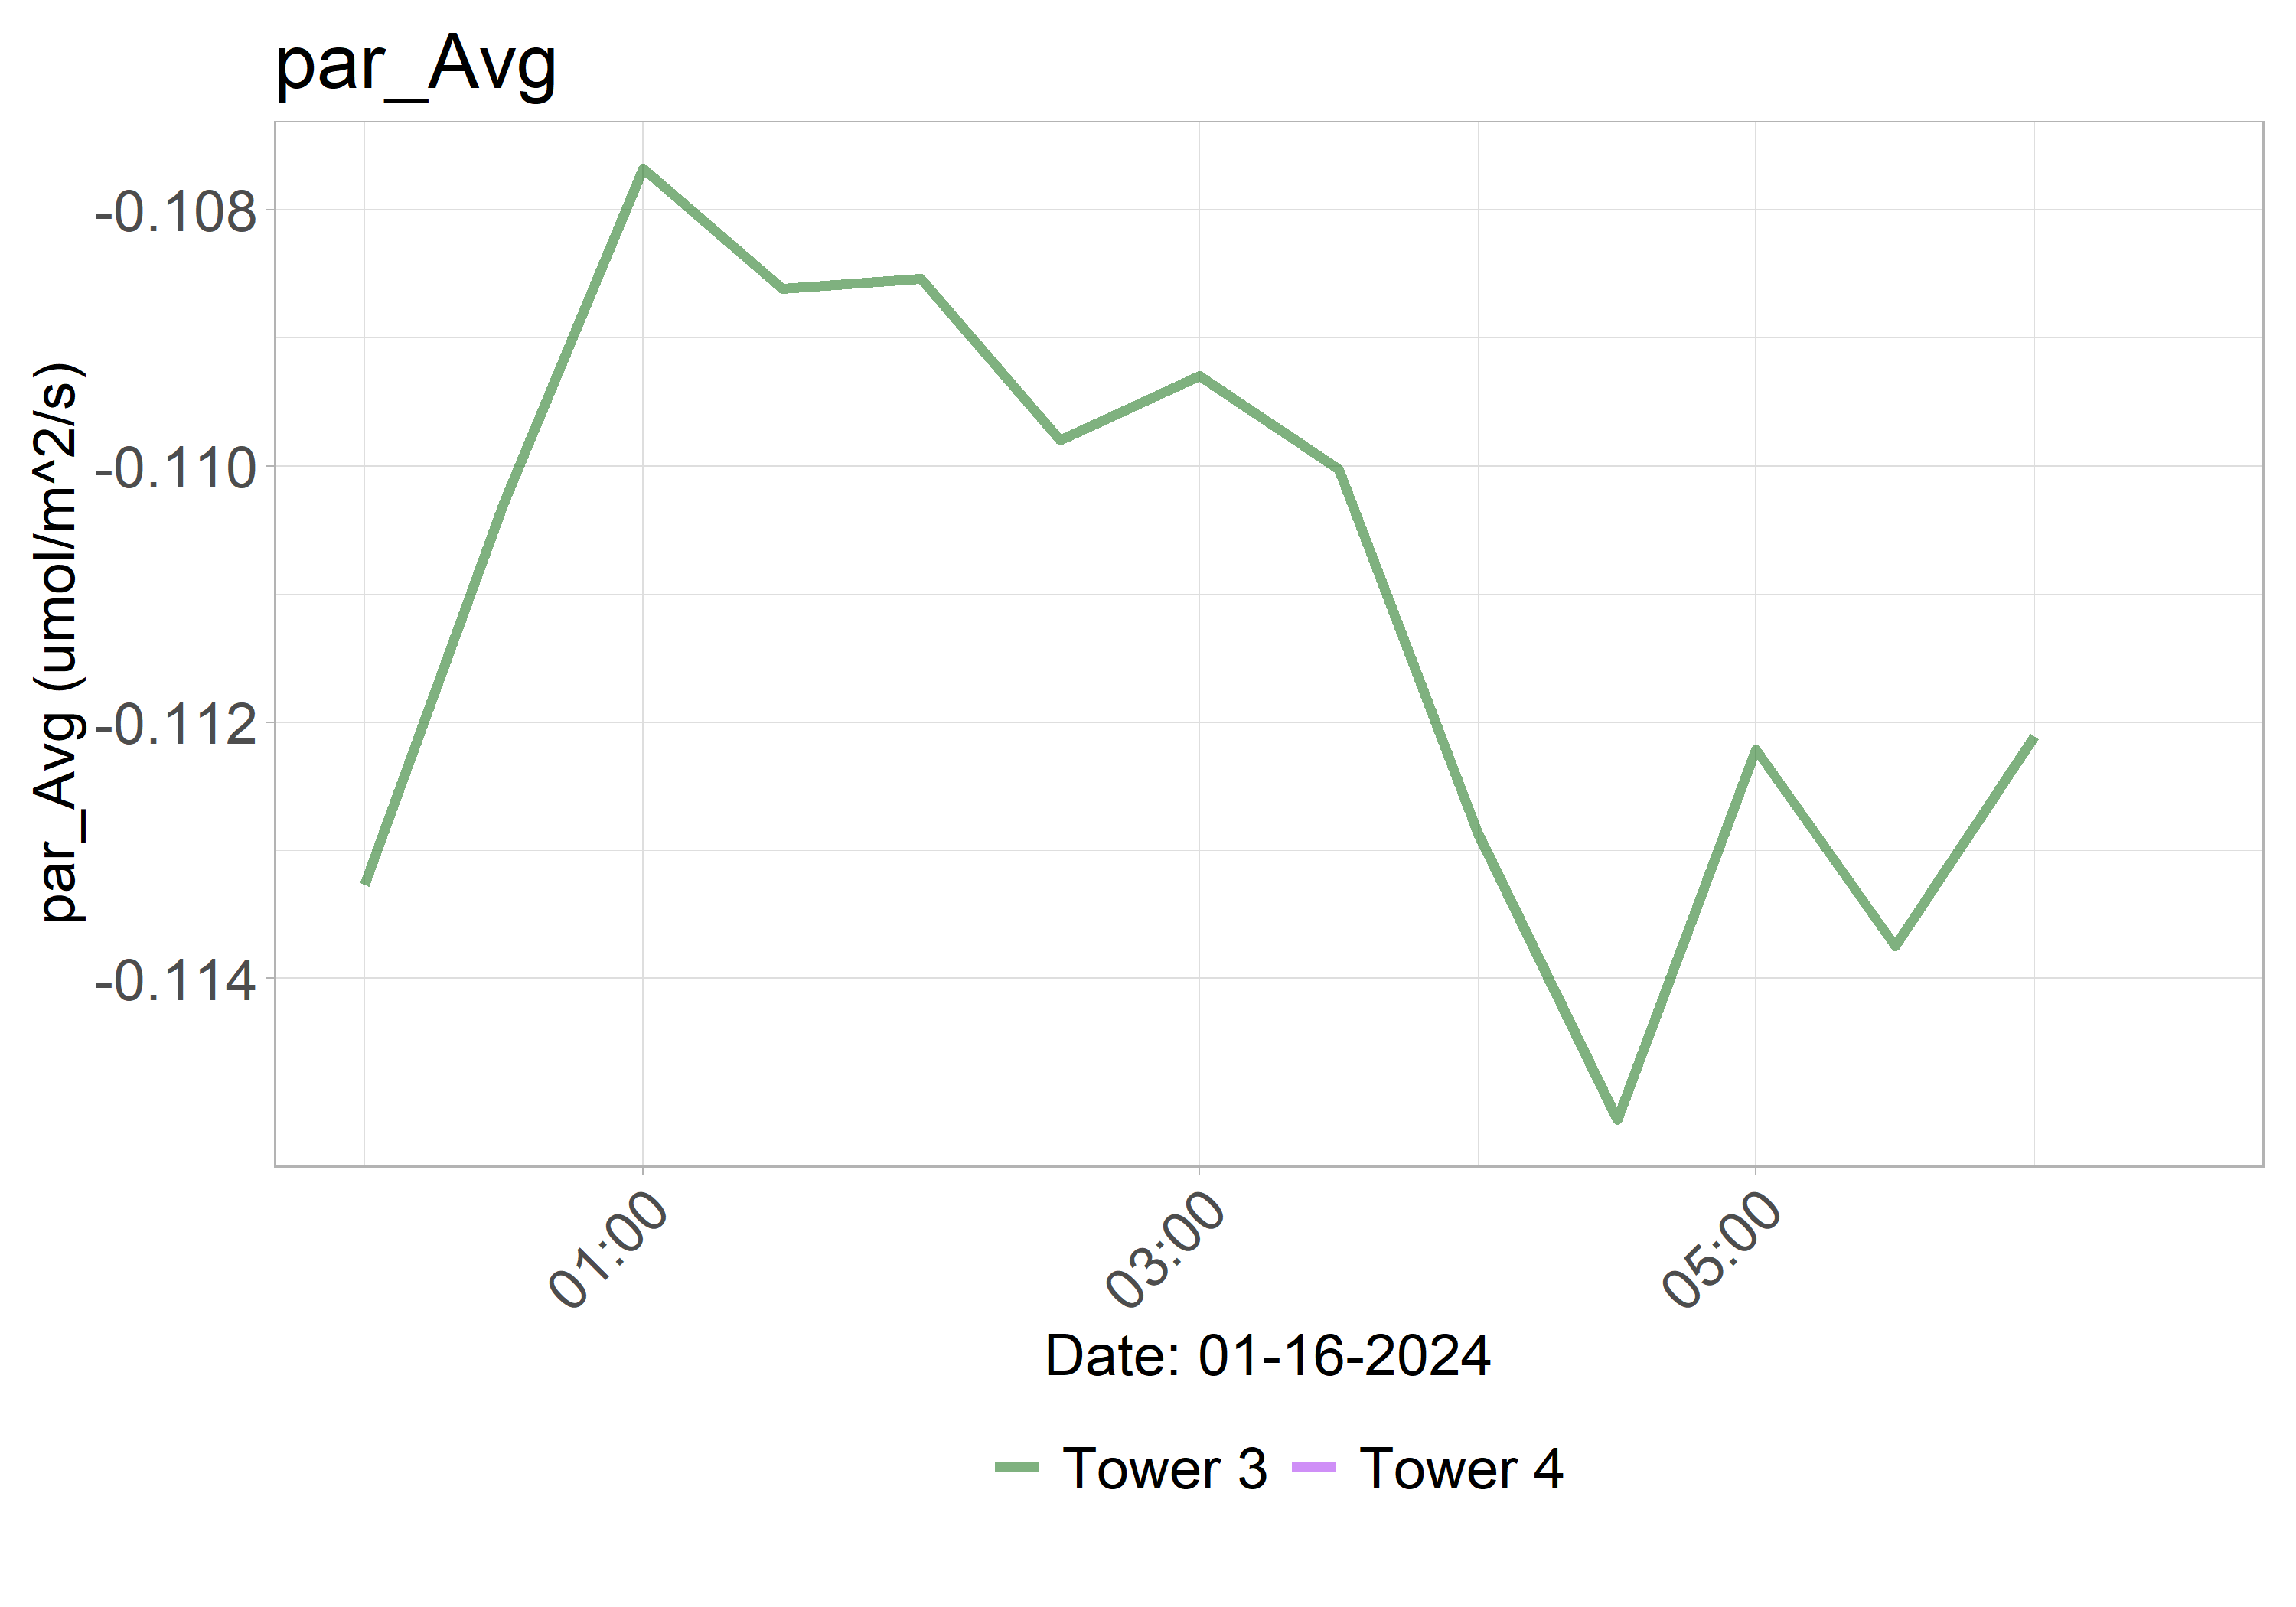 par_Avg
par_Avg (umol/m^2/s)
-0.108
-0.110
-0.112
-0.114
01:00
03:00
05:00
Date: 01-16-2024
Tower 3
Tower 4